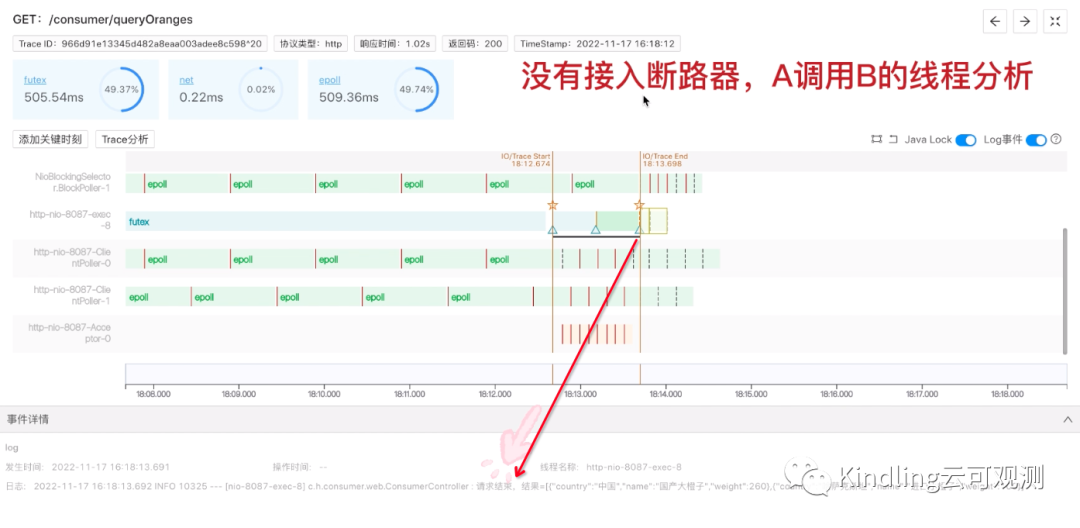 GET：/consumer/queryOranges
Trace ID：966d91e13345d482a8eaa003adee8c598^20 协议类型：http 响应时间：1.02s 返回码：200 TimeStamp：2022-11-17 16:18:12
没有接入断路器，A调用B的线程分析
futex
505.54ms
49.37%
net
0.22ms
0.02%
epoll
509.36ms
49.74%
添加关键时刻 Trace分析
Java Lock Log事件
IO/Trace Start
18:12.674
IO/Trace End
18:13.698
NioBlockingSelecto
r.BlockPoller-1
epoll epoll epoll epoll epoll epoll
http-nio-8087-exec
-8
futex
http-nio-8087-Clie
ntPoller-0
epoll epoll epoll epoll epoll
http-nio-8087-Clie
ntPoller-1
epoll epoll epoll epoll epoll
http-nio-8087-Acce
ptor-0
18:08.000 18:09.000 18:10.000 18:11.000 18:12.000 18:13.000 18:14.000 18:15.000 18:16.000 18:17.000 18:18.000
事件详情
log
发生时间: 2022-11-17 16:18:13.691 操作时间: -- 线程名称: http-nio-8087-exec-8
日志: 2022-11-17 16:18:13.692 INFO 10325 --- [nio-8087-exec-8] c.h.consumer.web.ConsumerController : 请求结束，结果=[{"country":"中国","name":"国产大橙子","weight":260},{"coun
Kindling云可观测